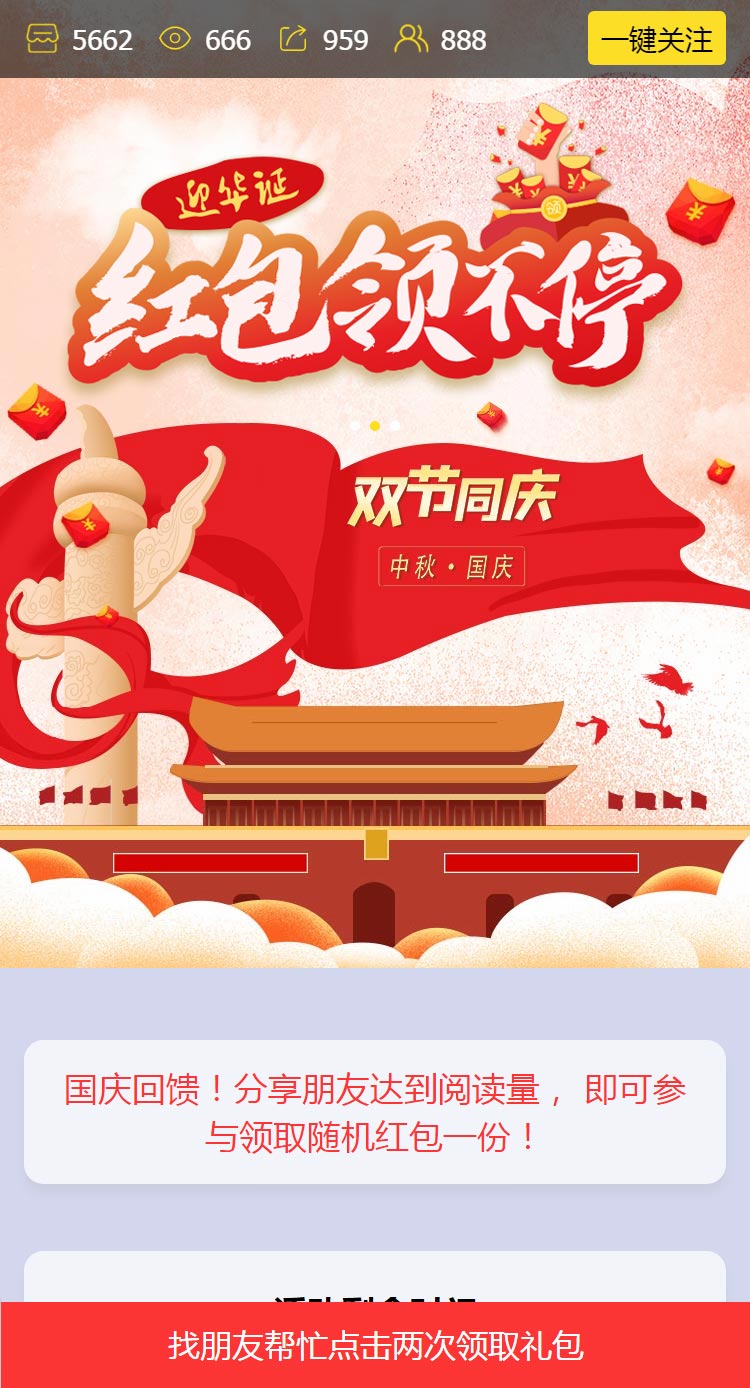 5662 666 959 888 一键关注
迎华诞
领
红包领不停
双节同庆
中秋·国庆
国庆回馈！分享朋友达到阅读量， 即可参
与领取随机红包一份！
找朋友帮忙点击两次领取礼包